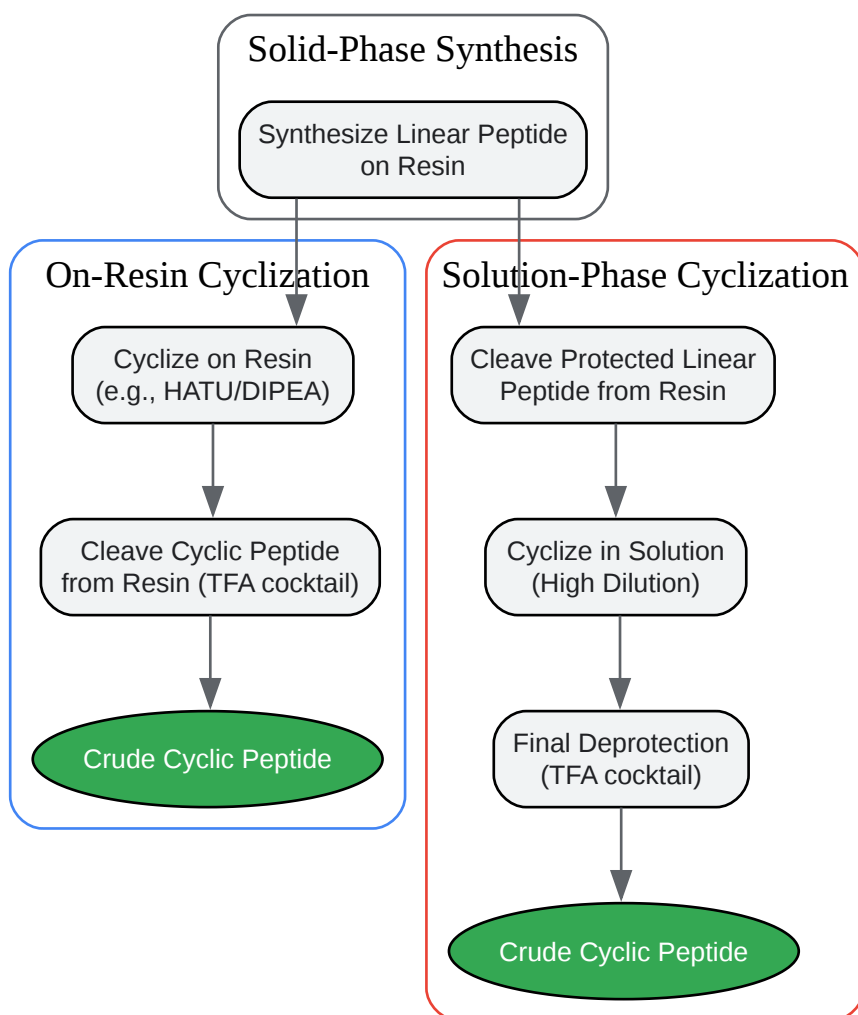 Solid-Phase Synthesis
Synthesize Linear Peptide
on Resin
On-Resin Cyclization
Cyclize on Resin
(e.g., HATU/DIPEA)
Cleave Cyclic Peptide
from Resin (TFA cocktail)
Crude Cyclic Peptide
Solution-Phase Cyclization
Cleave Protected Linear
Peptide from Resin
Cyclize in Solution
(High Dilution)
Final Deprotection
(TFA cocktail)
Crude Cyclic Peptide